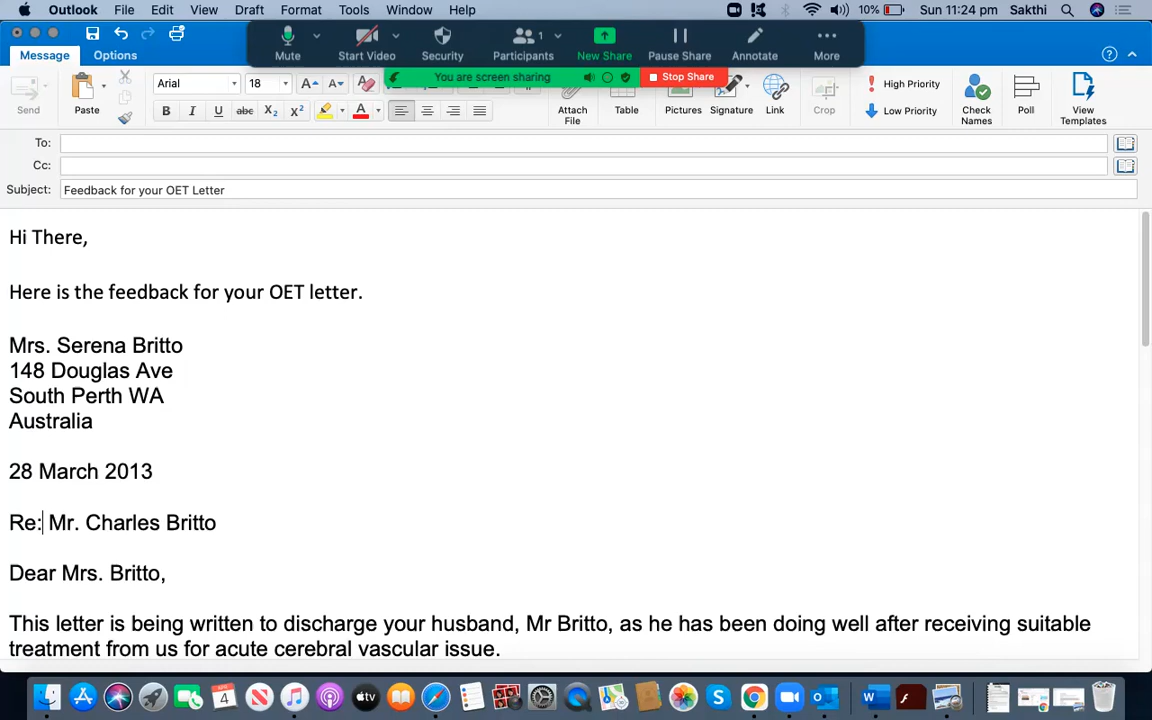 Outlook File Edit View Draft Format Tools Window Help 10% Sun 11:24 pm Sakthi
Mute Start Video Security Participants 1 New Share Pause Share Annotate More
You are screen sharing Stop Share
Message Options
Send Paste Arial 18 Attach File Table Pictures Signature Link Crop High Priority Low Priority Check Names Poll View Templates
B I U abc X2 X2 A
To:
Cc:
Subject: Feedback for your OET Letter
Hi There,
Here is the feedback for your OET letter.
Mrs. Serena Britto
148 Douglas Ave
South Perth WA
Australia
28 March 2013
Re: Mr. Charles Britto
Dear Mrs. Britto,
This letter is being written to discharge your husband, Mr Britto, as he has been doing well after receiving suitable
treatment from us for acute cerebral vascular issue.